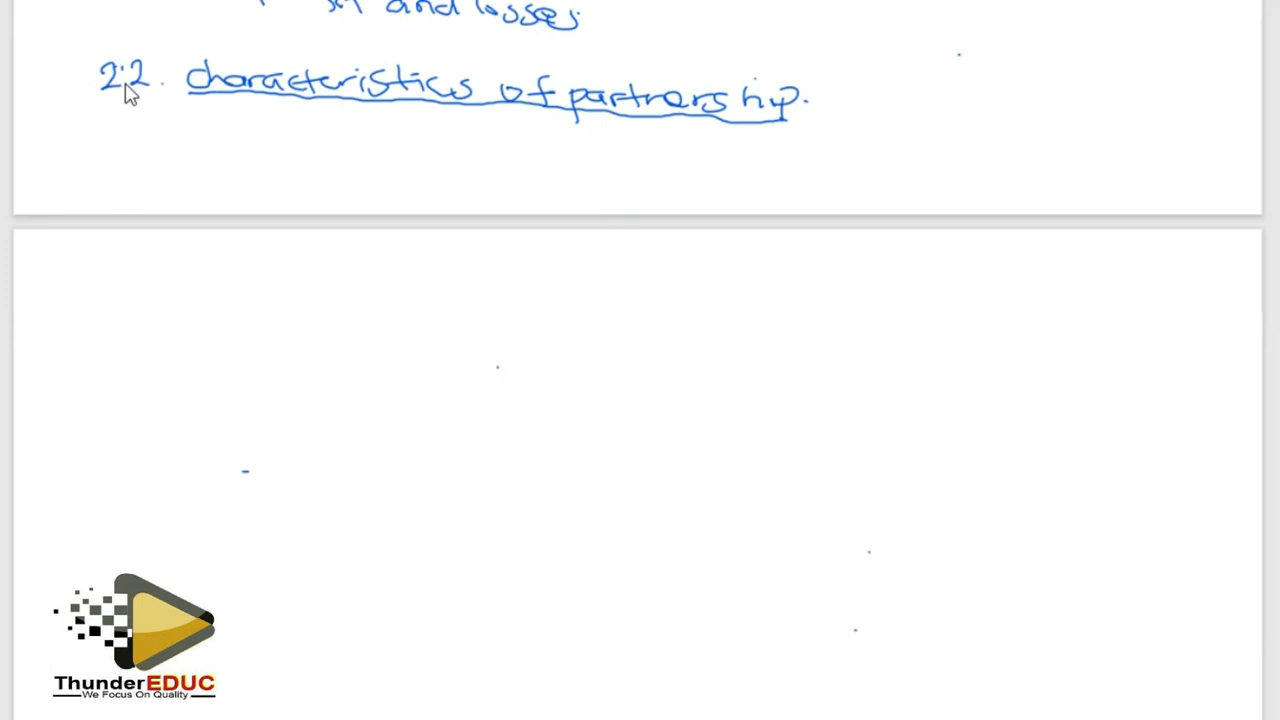 and losses
2.2. characteristics of partnership.
ThunderEDUC
We Focus On Quality